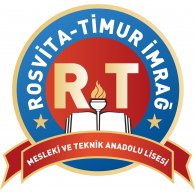 ROSVİTA-TİMUR İMRAĞ
R T
MESLEKİ VE TEKNİK ANADOLU LİSESİ